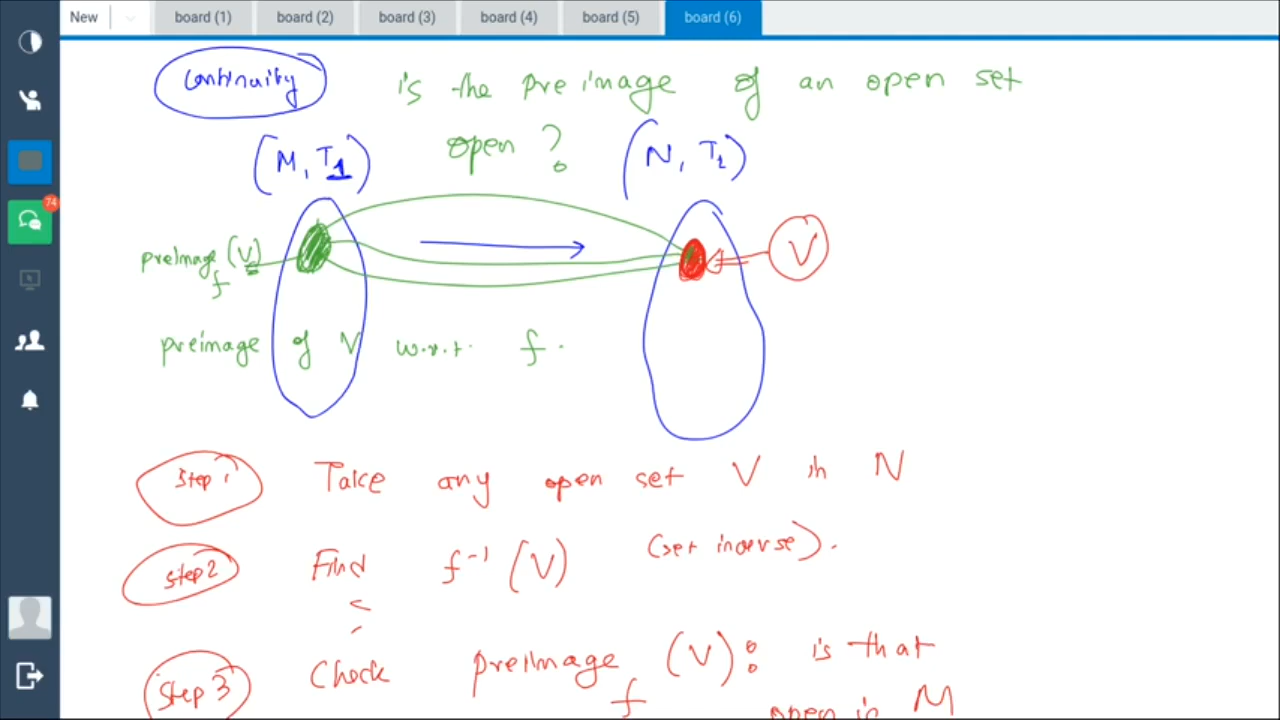 New board (1) board (2) board (3) board (4) board (5) board (6)
Continuity is the preimage of an open set
open ?
(M, T1) (N, T2)
74
preimage f (V)
V
preimage of V w.r.t. f.
Step 1 Take any open set V in N
Step 2 Find f⁻¹ (V) (set inverse).
Step 3 Check preimage f (V): is that
open in M